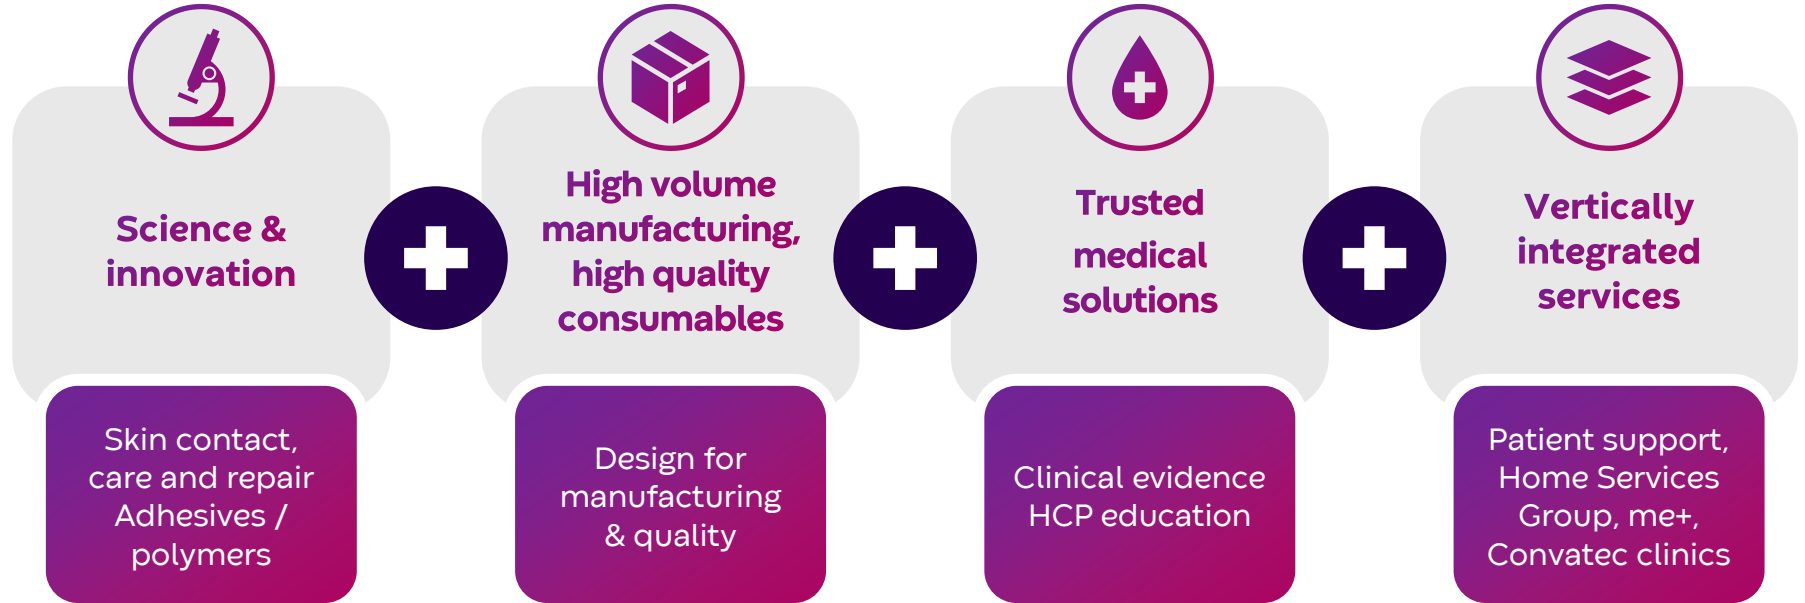 Science &
innovation
High volume
manufacturing,
high quality
consumables
Trusted
medical
solutions
Vertically
integrated
services
Skin contact,
care and repair
Adhesives /
polymers
Design for
manufacturing
& quality
Clinical evidence
HCP education
Patient support,
Home Services
Group, me+,
Convatec clinics